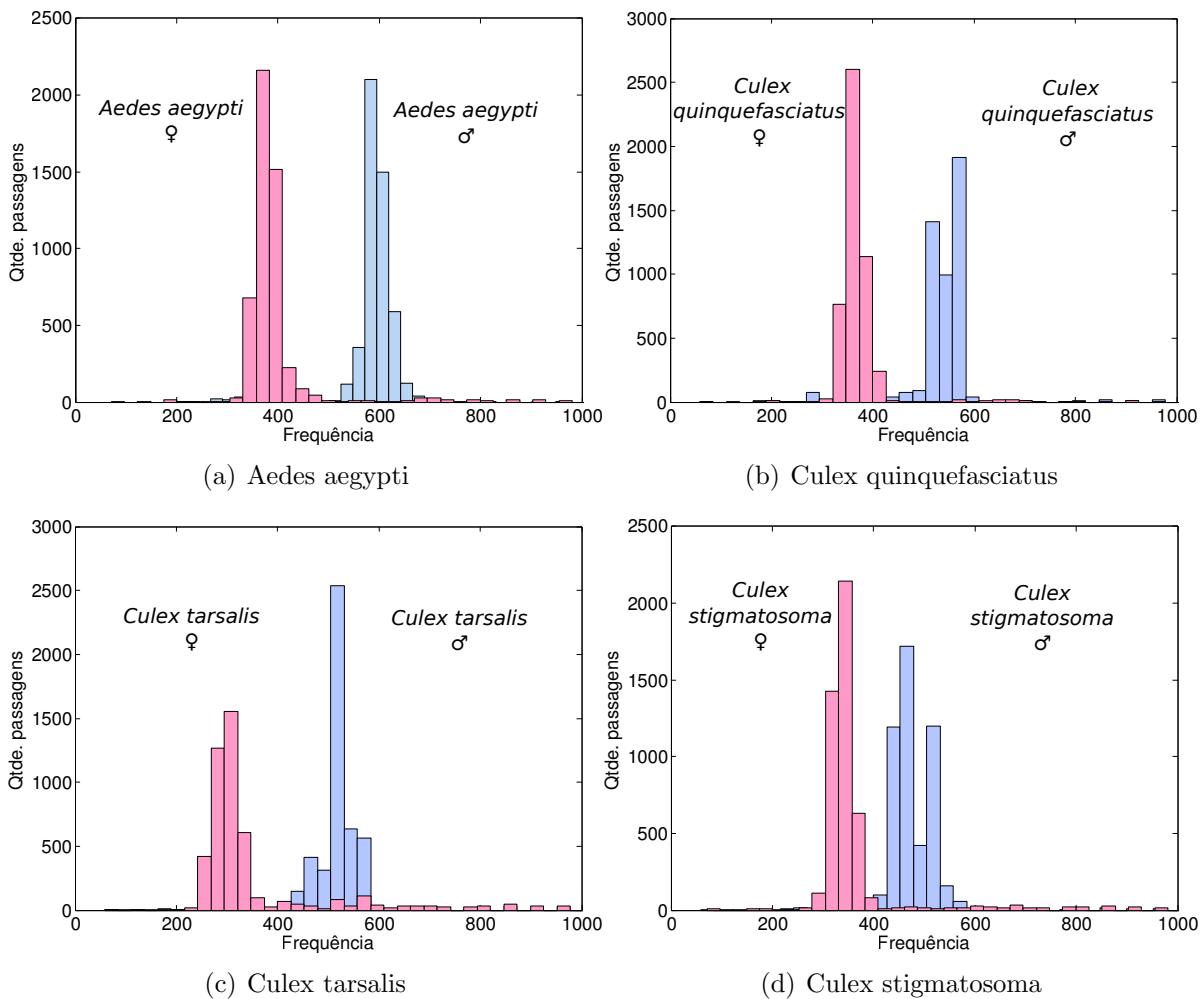 2500
2000
1500
1000
500
0
Qtde. passagens
Aedes aegypti
♀
Aedes aegypti
♂
0 200 400 600 800 1000
Frequência
(a) Aedes aegypti
3000
2500
2000
1500
1000
500
0
Qtde. passagens
Culex
quinquefasciatus
♀
Culex
quinquefasciatus
♂
0 200 400 600 800 1000
Frequência
(b) Culex quinquefasciatus
3000
2500
2000
1500
1000
500
0
Qtde. passagens
Culex tarsalis
♀
Culex tarsalis
♂
0 200 400 600 800 1000
Frequência
(c) Culex tarsalis
2500
2000
1500
1000
500
0
Qtde. passagens
Culex
stigmatosoma
♀
Culex
stigmatosoma
♂
0 200 400 600 800 1000
Frequência
(d) Culex stigmatosoma